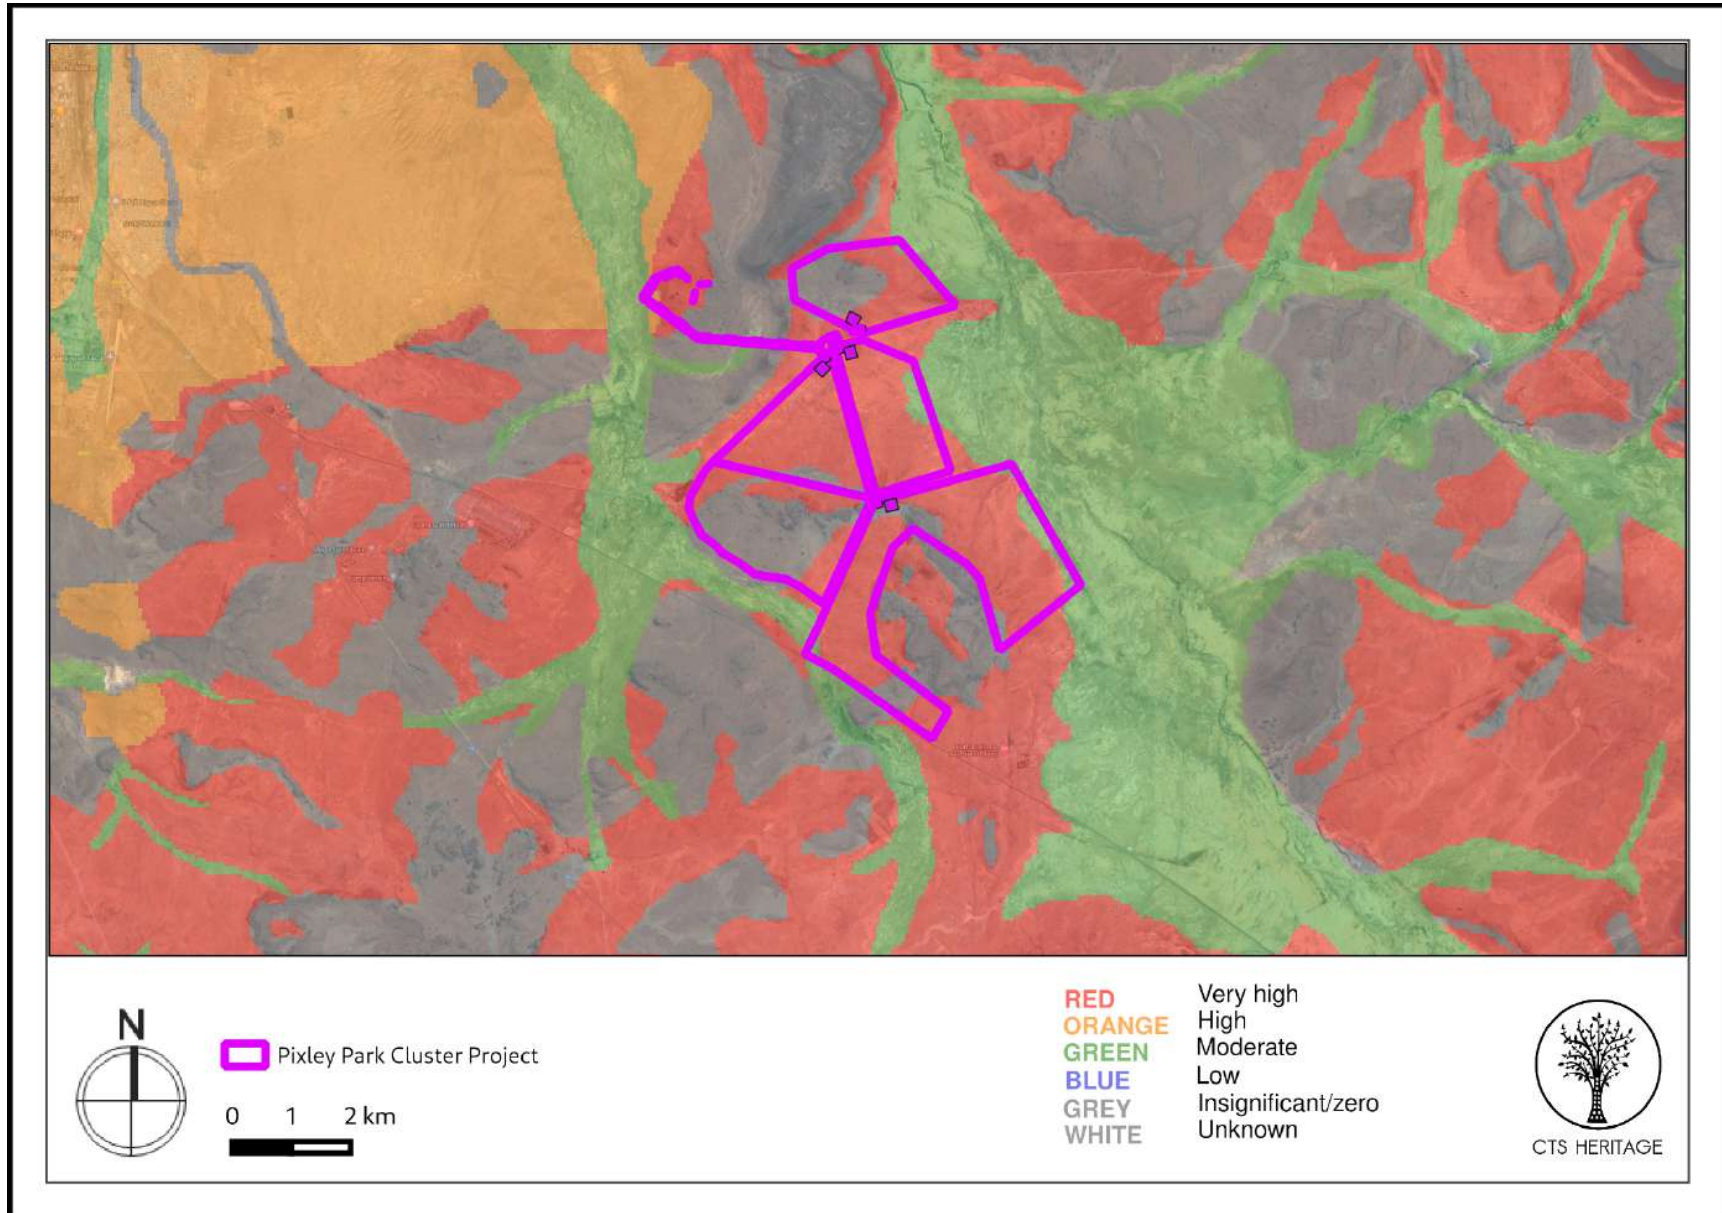 N
Pixley Park Cluster Project
0 1 2 km
RED Very high
ORANGE High
GREEN Moderate
BLUE Low
GREY Insignificant/zero
WHITE Unknown
CTS HERITAGE